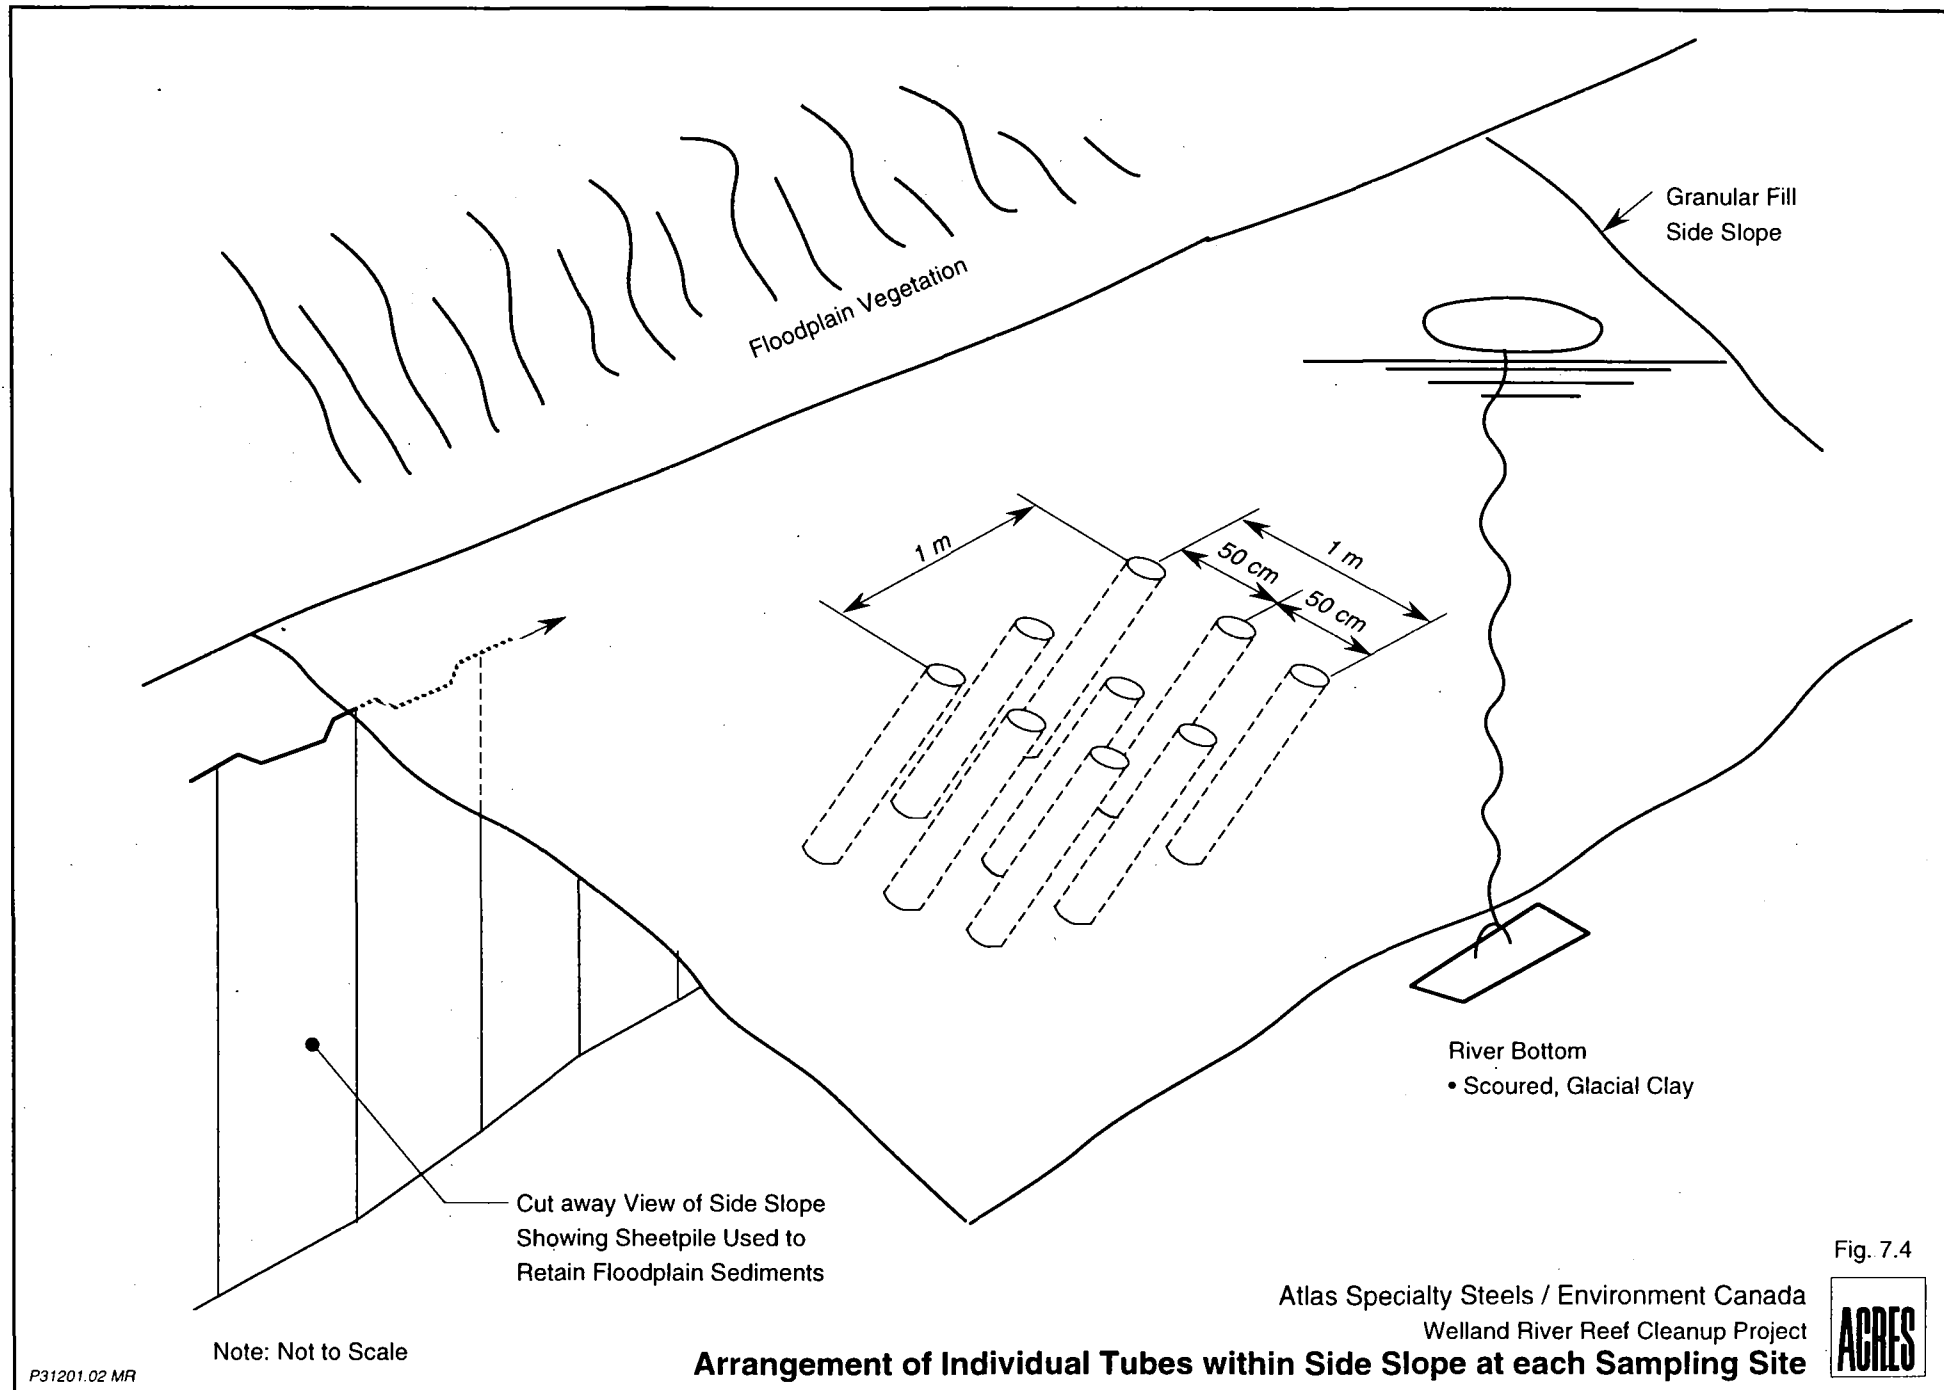 Granular Fill
Side Slope
Floodplain Vegetation
1 m
1 m
50 cm
50 cm
River Bottom
• Scoured, Glacial Clay
Cut away View of Side Slope
Showing Sheetpile Used to
Retain Floodplain Sediments
Fig. 7.4
Atlas Specialty Steels / Environment Canada
Welland River Reef Cleanup Project
Arrangement of Individual Tubes within Side Slope at each Sampling Site
ACRES
Note: Not to Scale
P31201.02 MR